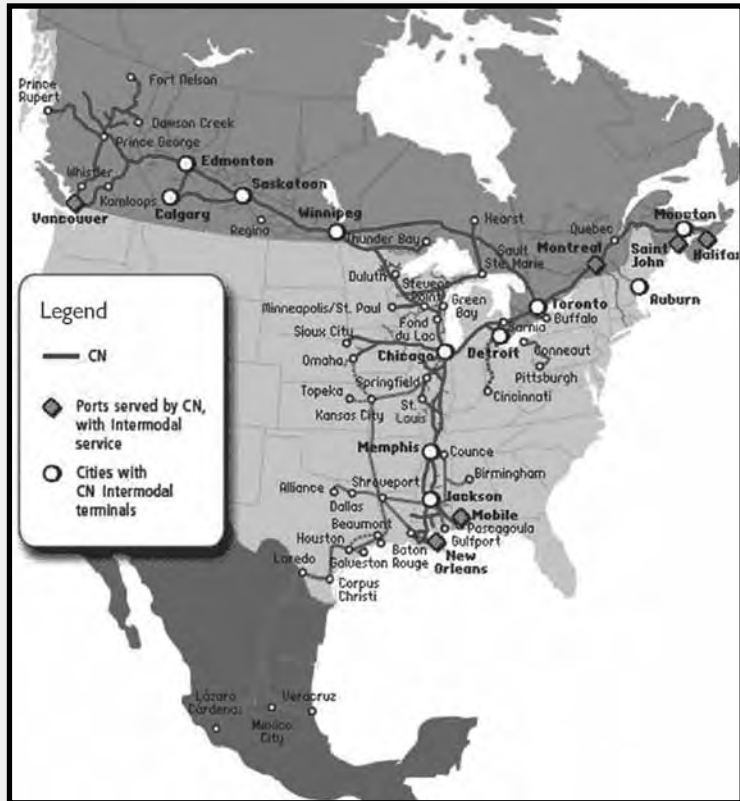 Fort Nelson
Prince
Rupert
Dawson Creek
Prince George
Edmonton
Whistler
Saskatoon
Kamloops
Vancouver
Calgary
Regina
Winnipeg
Thunder Bay
Hearst
Sault
Ste. Marie
Quebec
Montreal
Moncton
Saint
John
Halifax
Auburn
Duluth
Stevens
Point
Minneapolis/St. Paul
Green
Bay
Fond
du Lac
Toronto
Buffalo
Sarnia
Detroit
Conneaut
Pittsburgh
Cincinnati
Sioux City
Omaha
Chicago
Springfield
Topeka
Kansas City
St.
Louis
Memphis
Counce
Birmingham
Shreveport
Alliance
Dallas
Jackson
Mobile
Pascagoula
Gulfport
Beaumont
Houston
Baton
Rouge
New
Orleans
Galveston
Laredo
Corpus
Christi
Lázaro
Cárdenas
Veracruz
Mexico
City
Legend
CN
Ports served by CN,
with Intermodal
service
Cities with
CN Intermodal
terminals